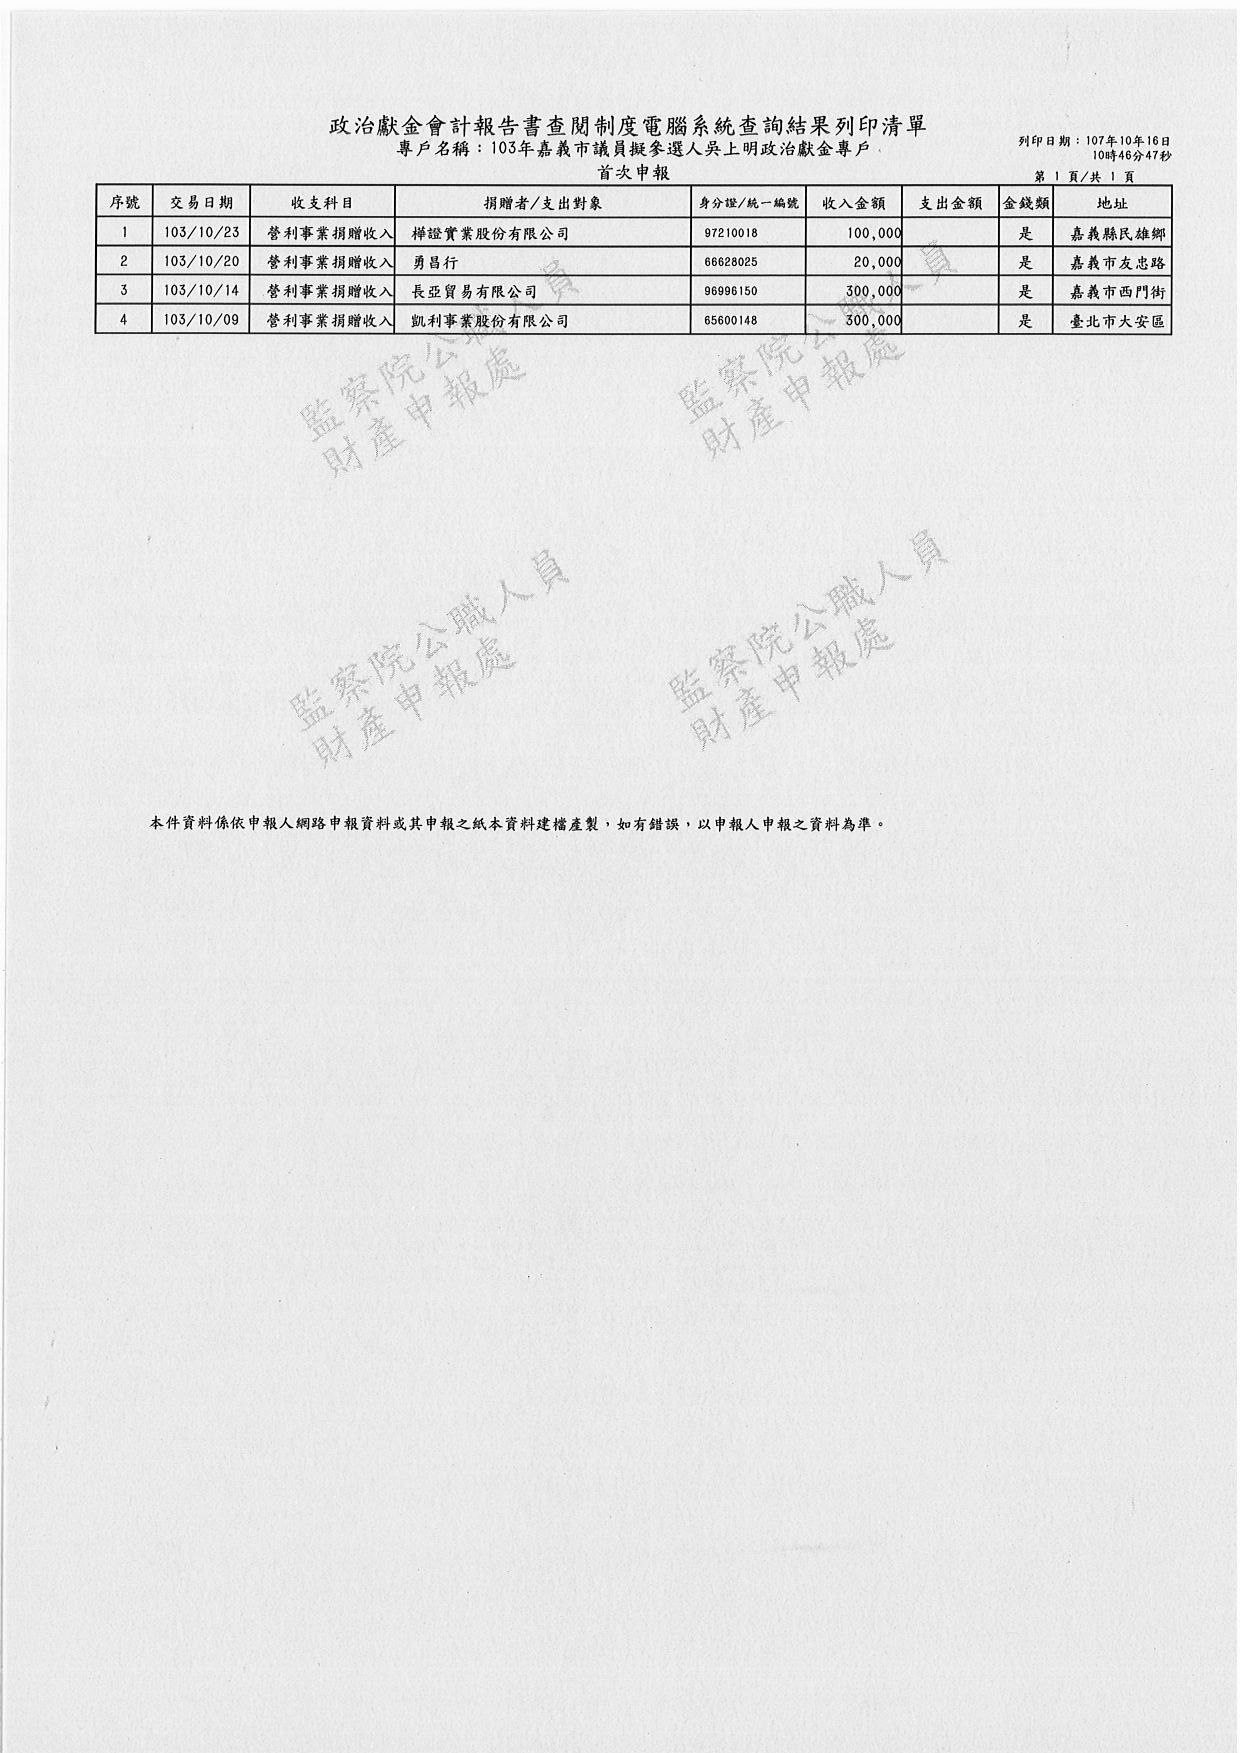 政治獻金會計報告書查閱制度電腦系統查詢結果列印清單
專戶名稱：103年嘉義市議員擬參選人吳上明政治獻金專戶
首次申報
列印日期：107年10月16日
10時46分47秒
第 1 頁/共 1 頁
序號 交易日期 收支科目 捐贈者/支出對象 身分證/統一編號 收入金額 支出金額 金錢類 地址
1 103/10/23 營利事業捐贈收入 樺證實業股份有限公司 97210018 100,000 是 嘉義縣民雄鄉
2 103/10/20 營利事業捐贈收入 勇昌行 66628025 20,000 是 嘉義市友忠路
3 103/10/14 營利事業捐贈收入 長亞貿易有限公司 96996150 300,000 是 嘉義市西門街
4 103/10/09 營利事業捐贈收入 凱利事業股份有限公司 65600148 300,000 是 臺北市大安區
監察院公職人員
財產申報處
監察院公職人員
財產申報處
監察院公職人員
財產申報處
監察院公職人員
財產申報處
本件資料係依申報人網路申報資料或其申報之紙本資料建檔產製，如有錯誤，以申報人申報之資料為準。